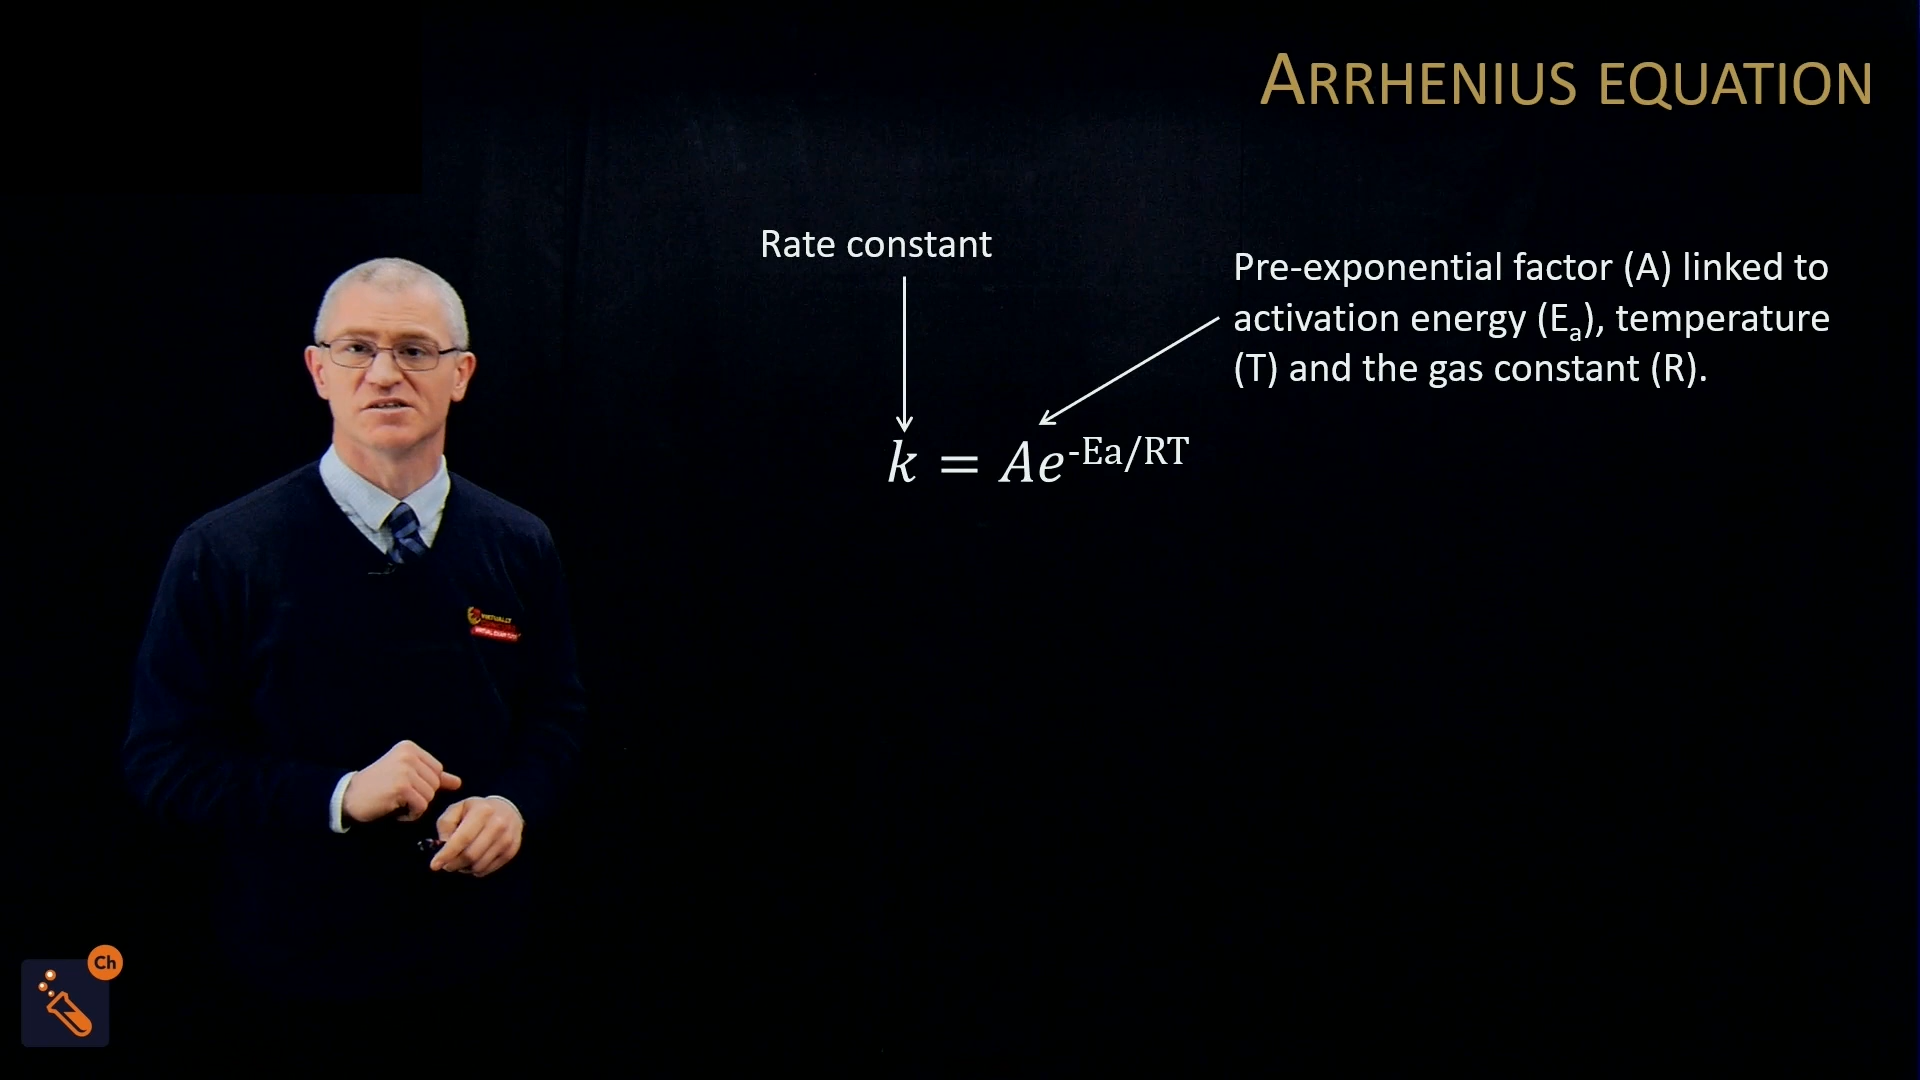 ARRHENIUS EQUATION
Rate constant
Pre-exponential factor (A) linked to
activation energy (Ea), temperature
(T) and the gas constant (R).
k = Ae-Ea/RT
VIRTUALLY
Ch